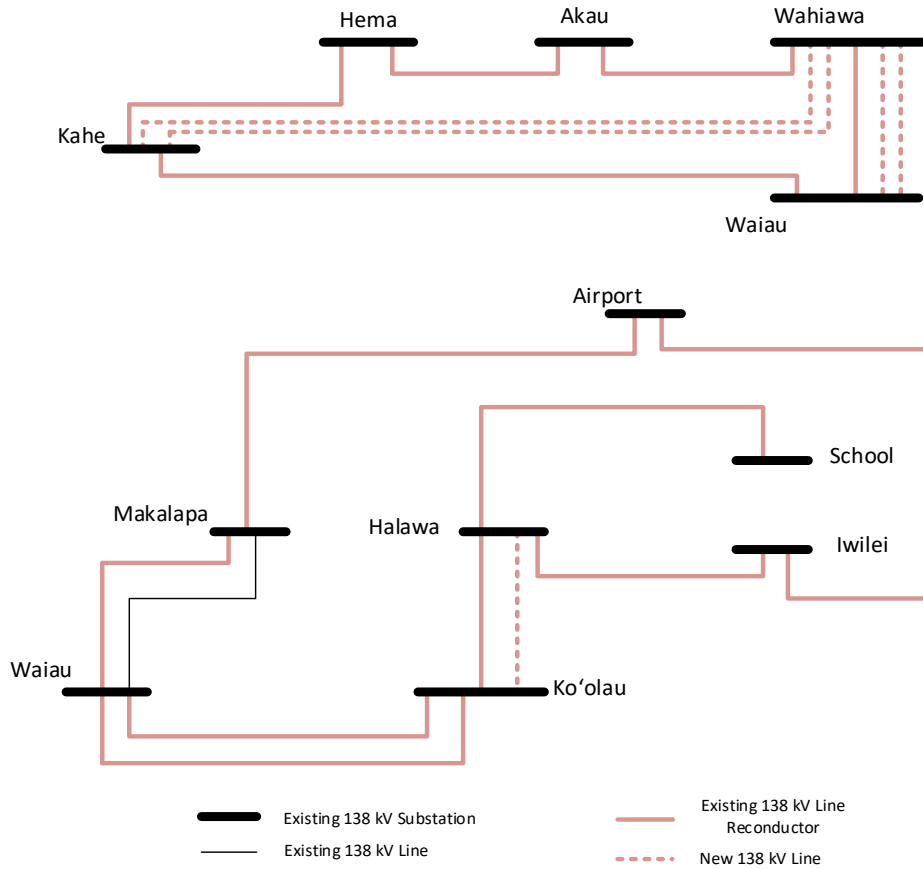 Hema
Akau
Wahiawa
Kahe
Waiau
Airport
School
Makalapa
Halawa
Iwilei
Waiau
Ko‘olau
Existing 138 kV Substation
Existing 138 kV Line
Existing 138 kV Line
Reconductor
New 138 kV Line